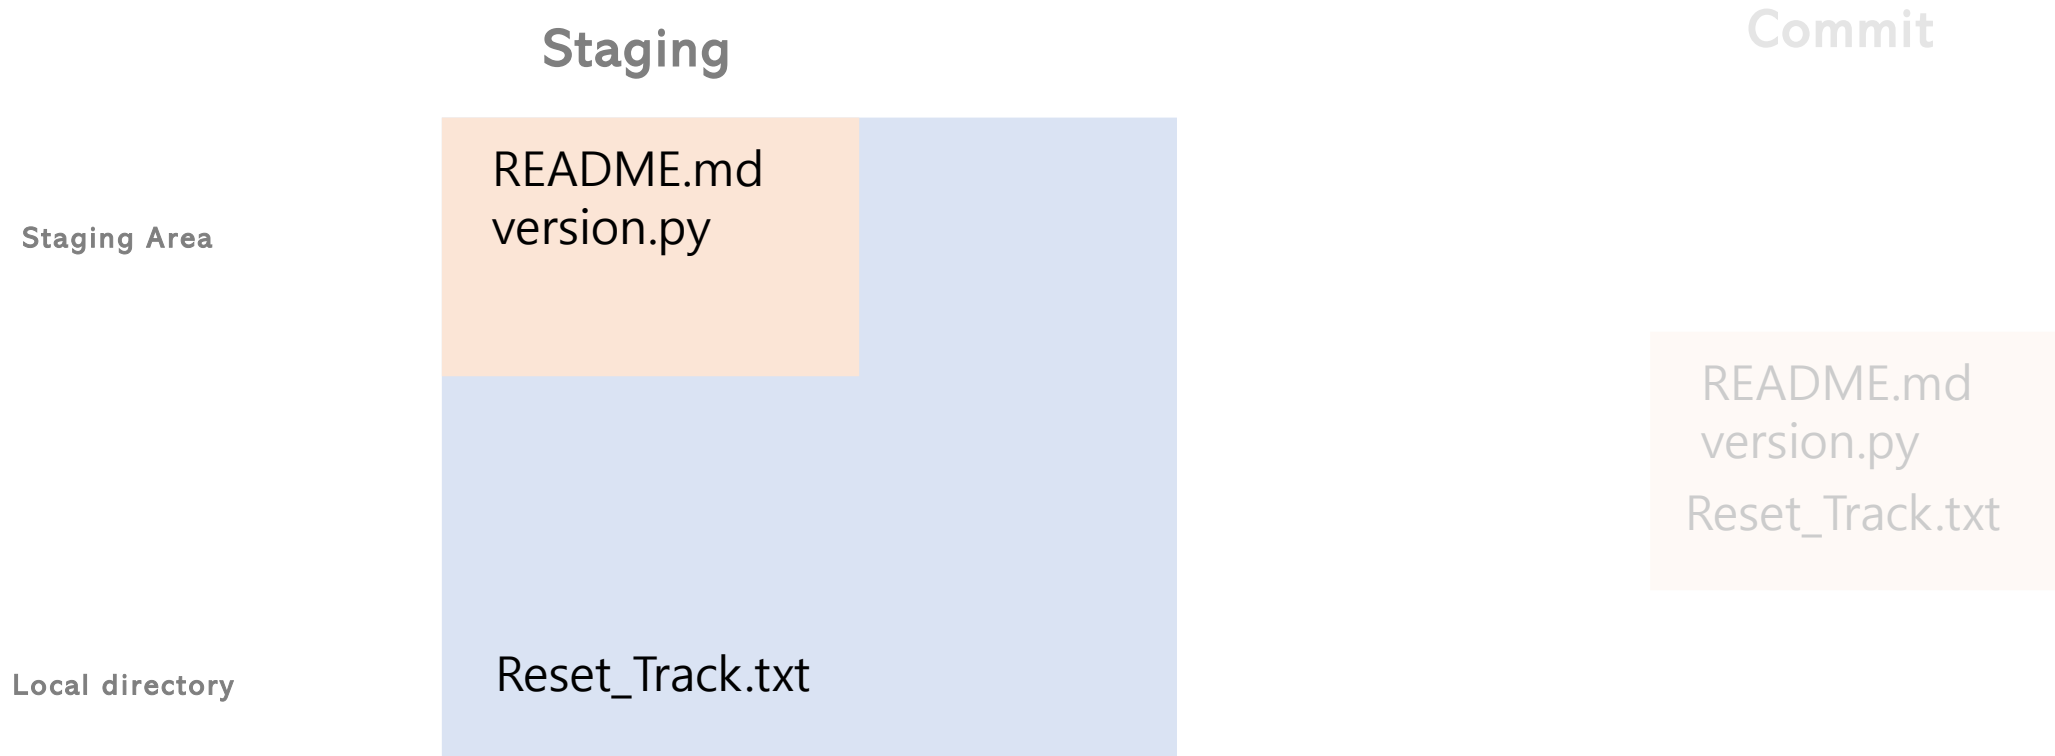 Staging
Commit
Staging Area
README.md
version.py
README.md
version.py
Reset_Track.txt
Local directory
Reset_Track.txt